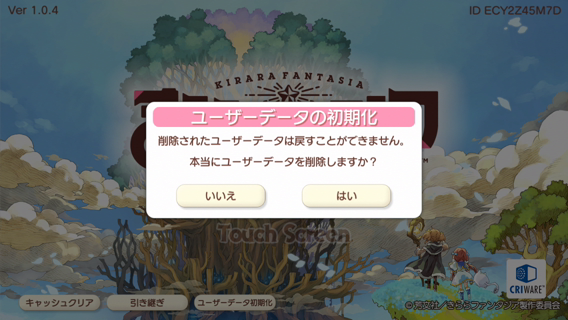 Ver 1.0.4
ID ECY2Z45M7D
KIRARA FANTASIA
ユーザーデータの初期化
削除されたユーザーデータは戻すことができません。
本当にユーザーデータを削除しますか？
いいえ
はい
Touch Screen
キャッシュクリア
引き継ぎ
ユーザーデータ初期化
CRIWARE
©芳文社／きららファンタジア製作委員会